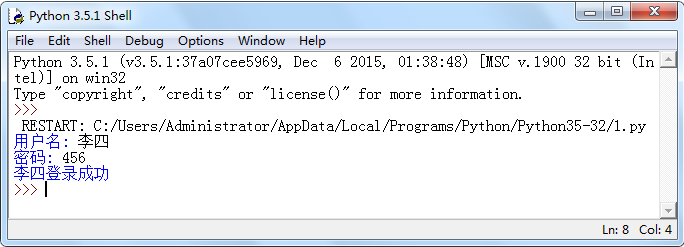 Python 3.5.1 Shell
File Edit Shell Debug Options Window Help
Python 3.5.1 (v3.5.1:37a07cee5969, Dec  6 2015, 01:38:48) [MSC v.1900 32 bit (In
tel)] on win32
Type "copyright", "credits" or "license()" for more information.
>>>
 RESTART: C:/Users/Administrator/AppData/Local/Programs/Python/Python35-32/1.py
用户名: 李四
密码: 456
李四登录成功
>>>
Ln: 8 Col: 4